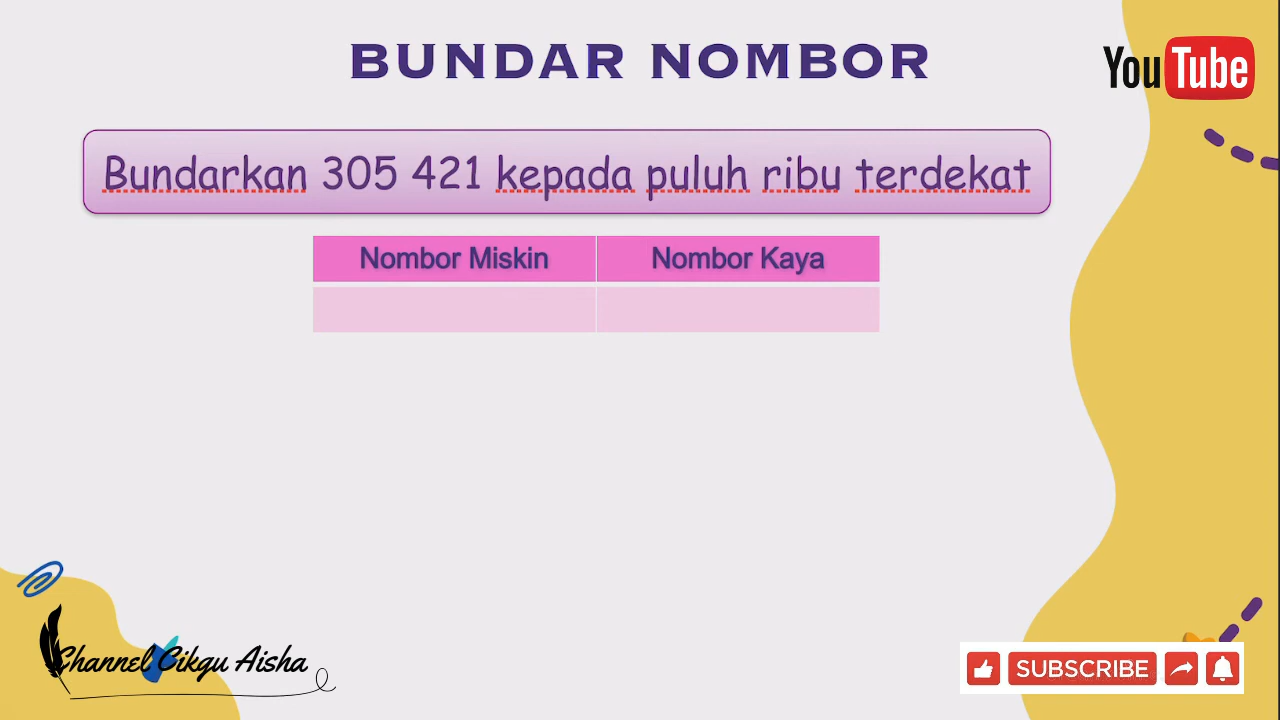 BUNDAR NOMBOR
YouTube
Bundarkan 305 421 kepada puluh ribu terdekat
Nombor Miskin Nombor Kaya
Channel Cikgu Aisha
SUBSCRIBE